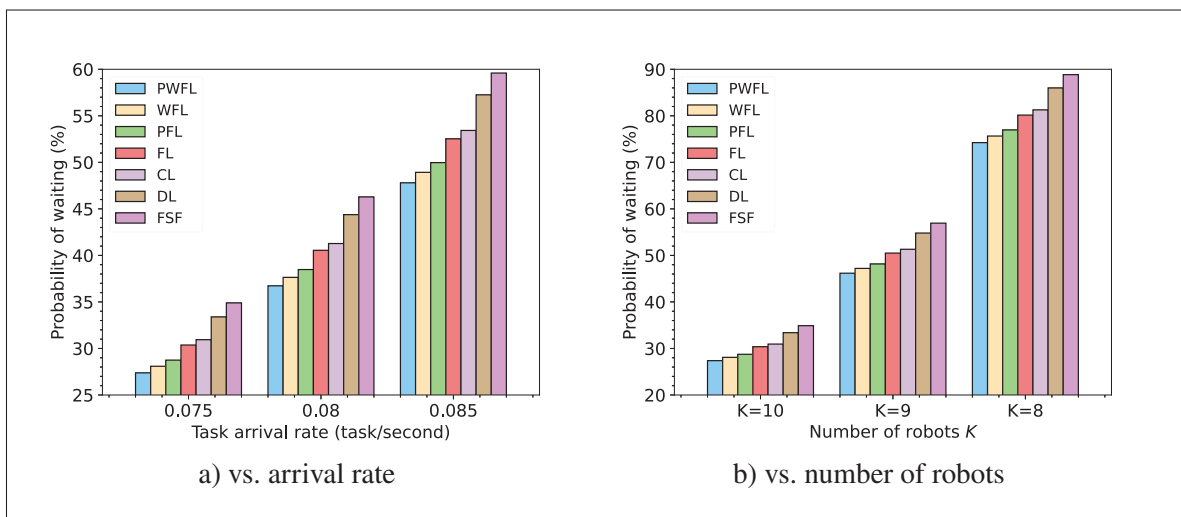 60
55
50
45
40
35
30
25
Probability of waiting (%)
PWFL
WFL
PFL
FL
CL
DL
FSF
0.075
0.08
0.085
Task arrival rate (task/second)
a) vs. arrival rate
90
80
70
60
50
40
30
20
Probability of waiting (%)
PWFL
WFL
PFL
FL
CL
DL
FSF
K=10
K=9
K=8
Number of robots K
b) vs. number of robots